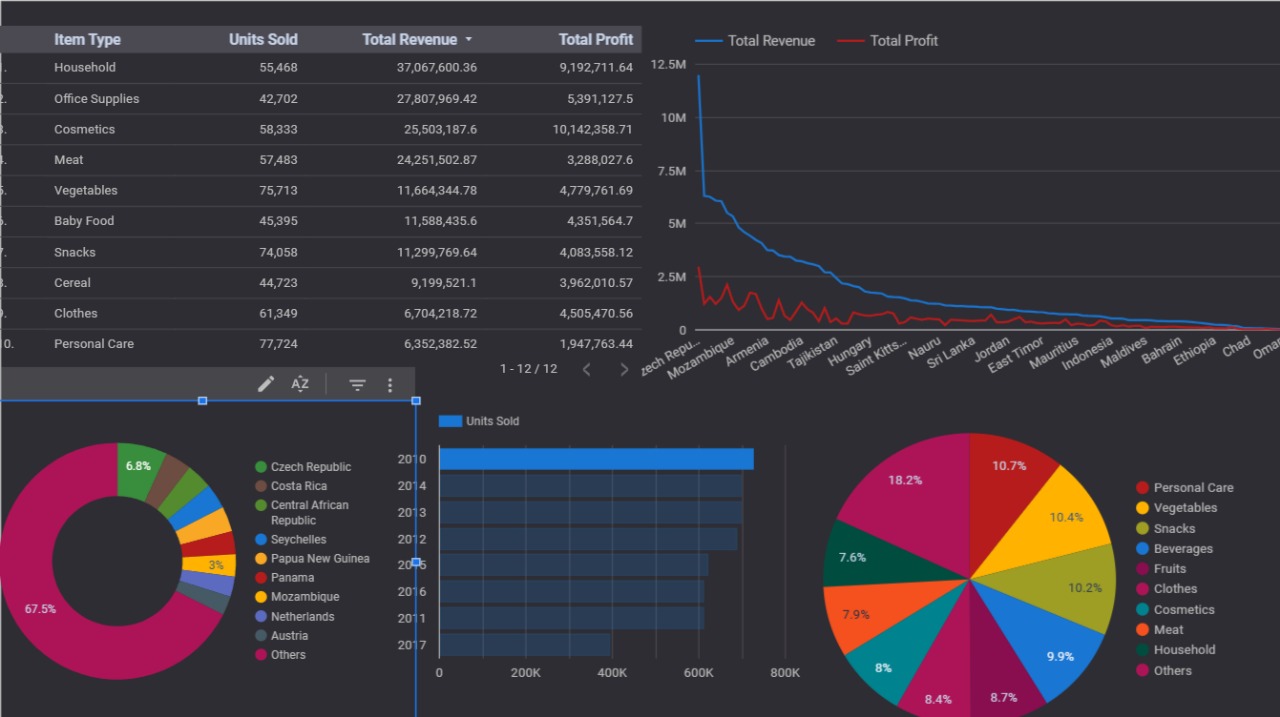 Item Type Units Sold Total Revenue Total Profit
. Household 55,468 37,067,600.36 9,192,711.64
. Office Supplies 42,702 27,807,969.42 5,391,127.5
. Cosmetics 58,333 25,503,187.6 10,142,358.71
. Meat 57,483 24,251,502.87 3,288,027.6
. Vegetables 75,713 11,664,344.78 4,779,761.69
. Baby Food 45,395 11,588,435.6 4,351,564.7
. Snacks 74,058 11,299,769.64 4,083,558.12
. Cereal 44,723 9,199,521.1 3,962,010.57
. Clothes 61,349 6,704,218.72 4,505,470.56
0. Personal Care 77,724 6,352,382.52 1,947,763.44
1 - 12 / 12
AZ
Total Revenue Total Profit
12.5M
10M
7.5M
5M
2.5M
0
zech Repu...
Mozambique
Armenia
Cambodia
Tajikistan
Hungary
Saint Kitts...
Nauru
Sri Lanka
Jordan
East Timor
Mauritius
Indonesia
Maldives
Bahrain
Ethiopia
Chad
Oman
6.8%
3%
67.5%
Czech Republic
Costa Rica
Central African
Republic
Seychelles
Papua New Guinea
Panama
Mozambique
Netherlands
Austria
Others
Units Sold
2010
2014
2013
2012
2015
2016
2011
2017
0 200K 400K 600K 800K
18.2%
10.7%
10.4%
10.2%
9.9%
8.7%
8.4%
8%
7.9%
7.6%
Personal Care
Vegetables
Snacks
Beverages
Fruits
Clothes
Cosmetics
Meat
Household
Others